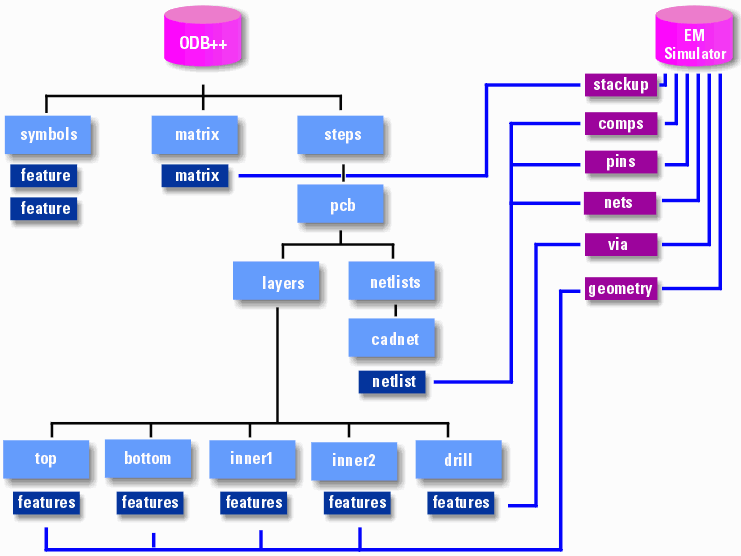 ODB++
EM
Simulator
stackup
comps
pins
nets
via
geometry
symbols
matrix
steps
feature
matrix
feature
pcb
layers
netlists
cadnet
netlist
top
bottom
inner1
inner2
drill
features
features
features
features
features